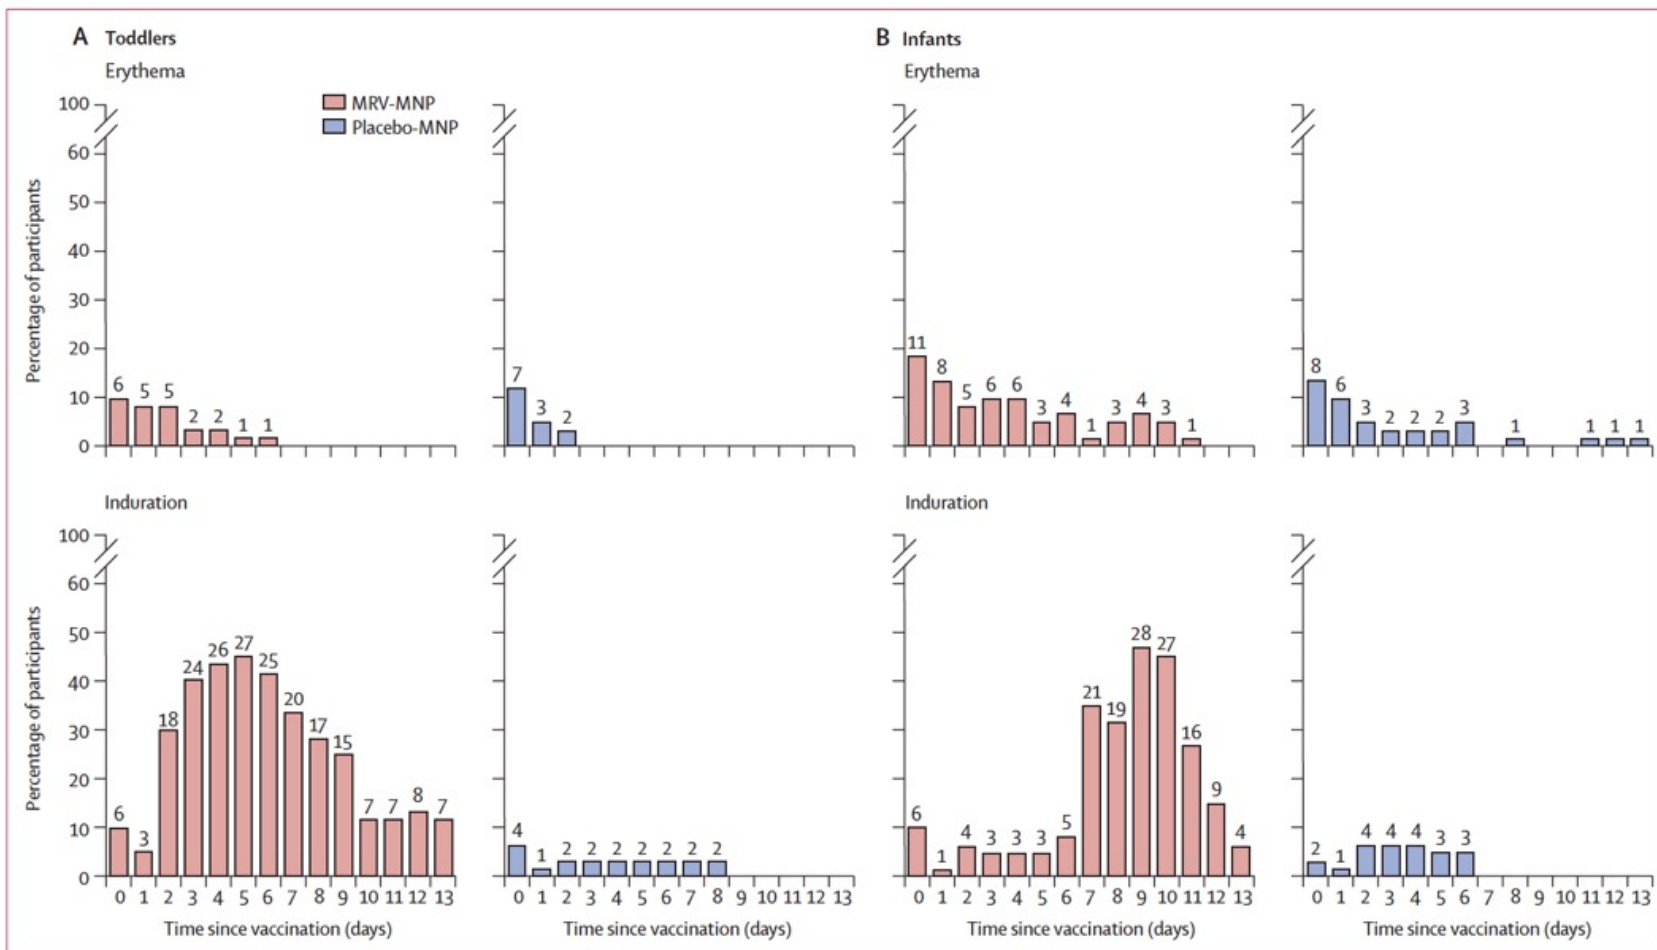 A Toddlers
Erythema
MRV-MNP
Placebo-MNP
Percentage of participants
100
60
50
40
30
20
10
0
6 5 5 2 2 1 1
7 3 2
B Infants
Erythema
11 8 5 6 6 3 4 1 3 4 3 1
8 6 3 2 2 2 3 1 1 1 1
Induration
Percentage of participants
100
60
50
40
30
20
10
0
6 3 18 24 26 27 25 20 17 15 7 7 8 7
0 1 2 3 4 5 6 7 8 9 10 11 12 13
Time since vaccination (days)
4 1 2 2 2 2 2 2 2
0 1 2 3 4 5 6 7 8 9 10 11 12 13
Time since vaccination (days)
Induration
6 1 4 3 3 3 5 21 19 28 27 16 9 4
0 1 2 3 4 5 6 7 8 9 10 11 12 13
Time since vaccination (days)
2 1 4 4 4 3 3
0 1 2 3 4 5 6 7 8 9 10 11 12 13
Time since vaccination (days)